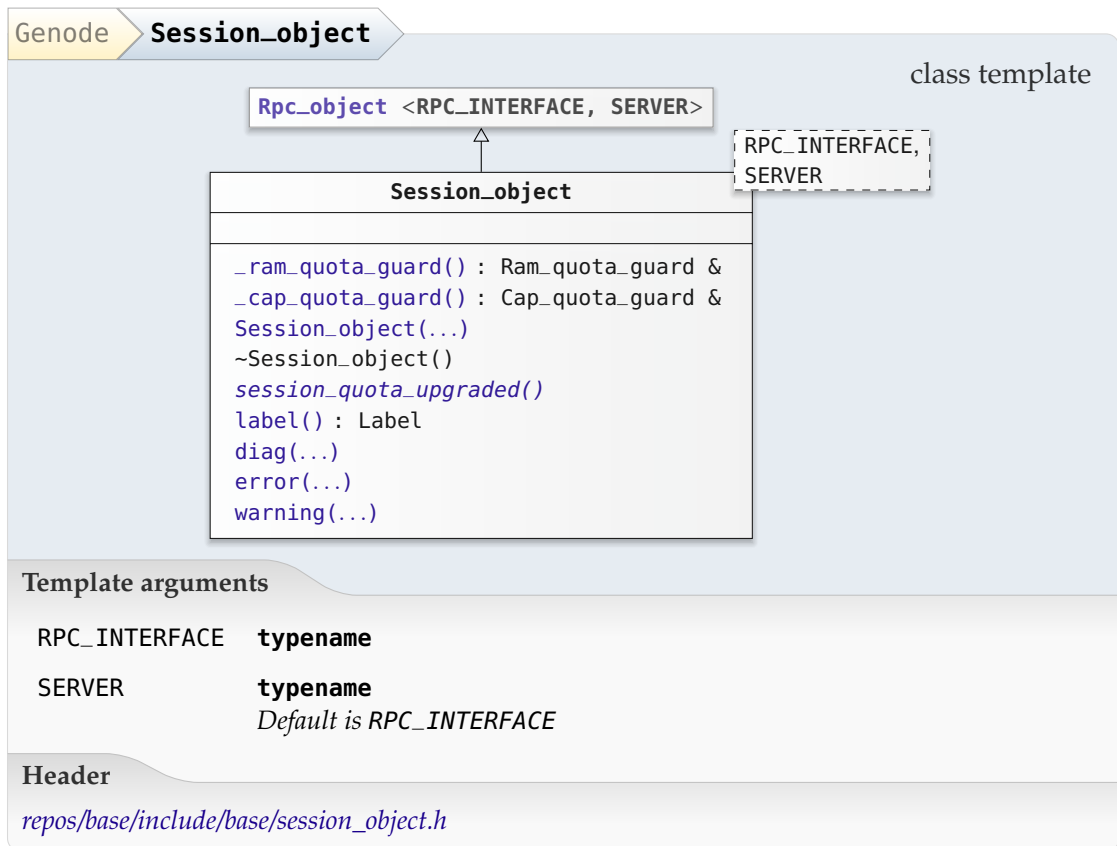 Genode Session_object
class template
Rpc_object <RPC_INTERFACE, SERVER>
RPC_INTERFACE,
SERVER
Session_object
_ram_quota_guard() : Ram_quota_guard &
_cap_quota_guard() : Cap_quota_guard &
Session_object(...)
~Session_object()
session_quota_upgraded()
label() : Label
diag(...)
error(...)
warning(...)
Template arguments
RPC_INTERFACE typename
SERVER typename
Default is RPC_INTERFACE
Header
repos/base/include/base/session_object.h